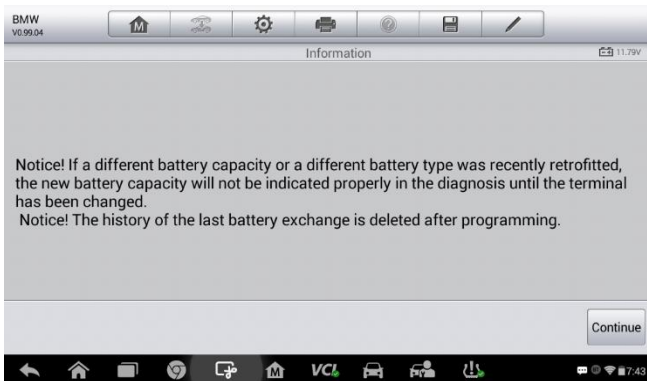 BMW
V0.99.04
Information
11.79V
Notice! If a different battery capacity or a different battery type was recently retrofitted,
the new battery capacity will not be indicated properly in the diagnosis until the terminal
has been changed.
Notice! The history of the last battery exchange is deleted after programming.
Continue
VCI
7:43